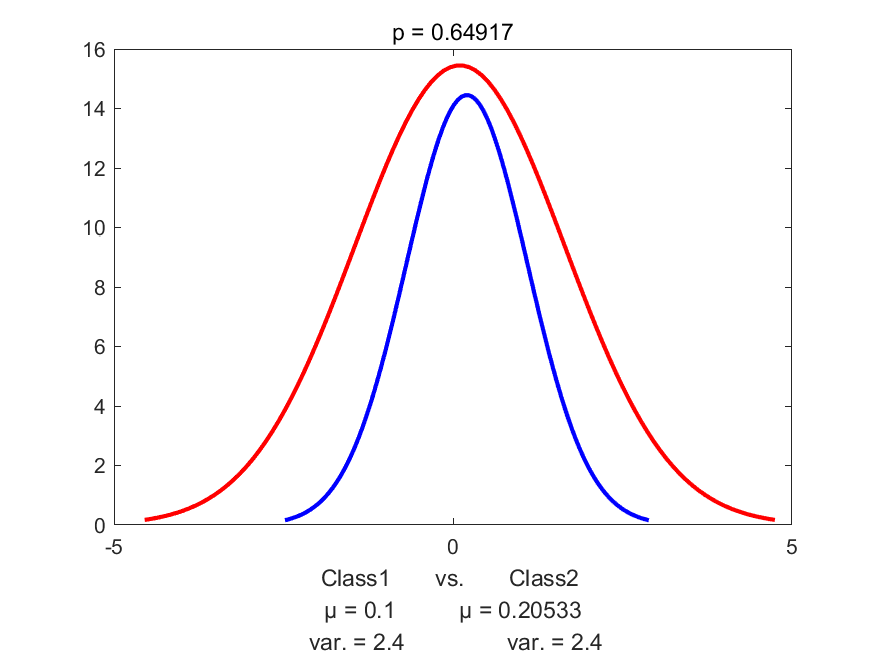 p = 0.64917
16
14
12
10
8
6
4
2
0
-5 0 5
Class1 vs. Class2
μ = 0.1 μ = 0.20533
var. = 2.4 var. = 2.4